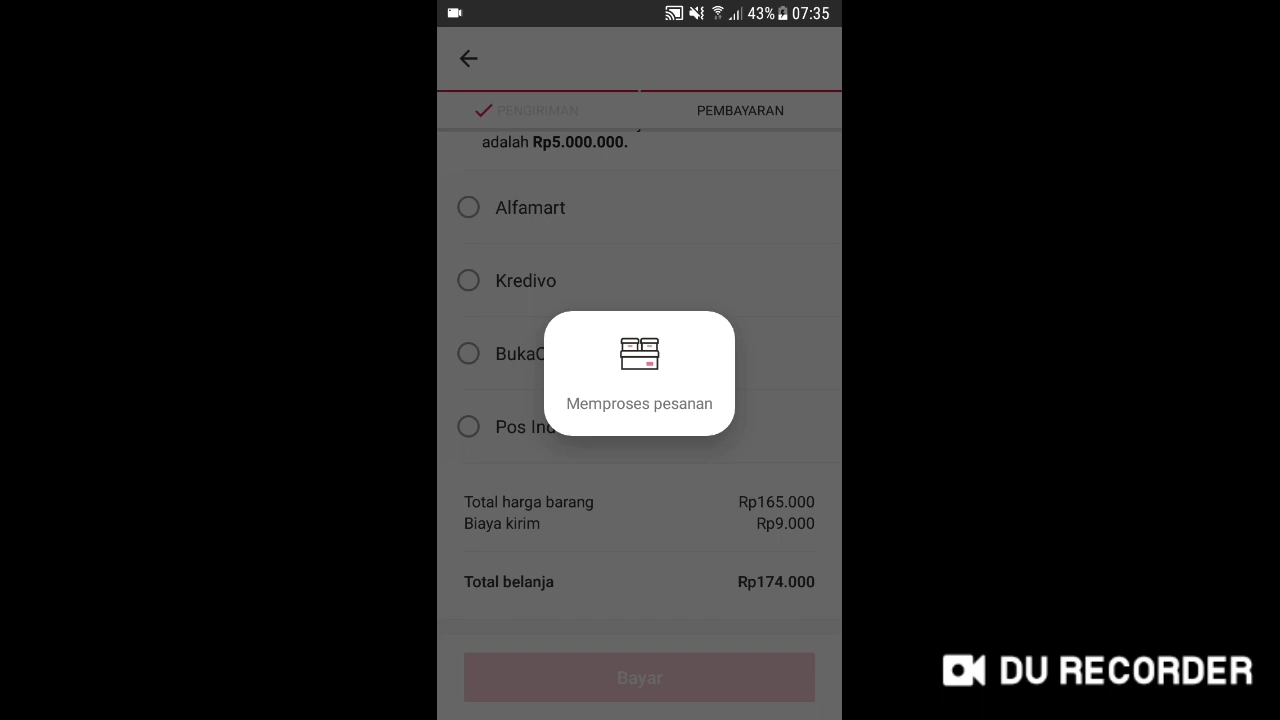 43% 07:35
PENGIRIMAN PEMBAYARAN
adalah Rp5.000.000.
Alfamart
Kredivo
Memproses pesanan
Pos
Total harga barang Rp165.000
Biaya kirim Rp9.000
Total belanja Rp174.000
Bayar
DU RECORDER